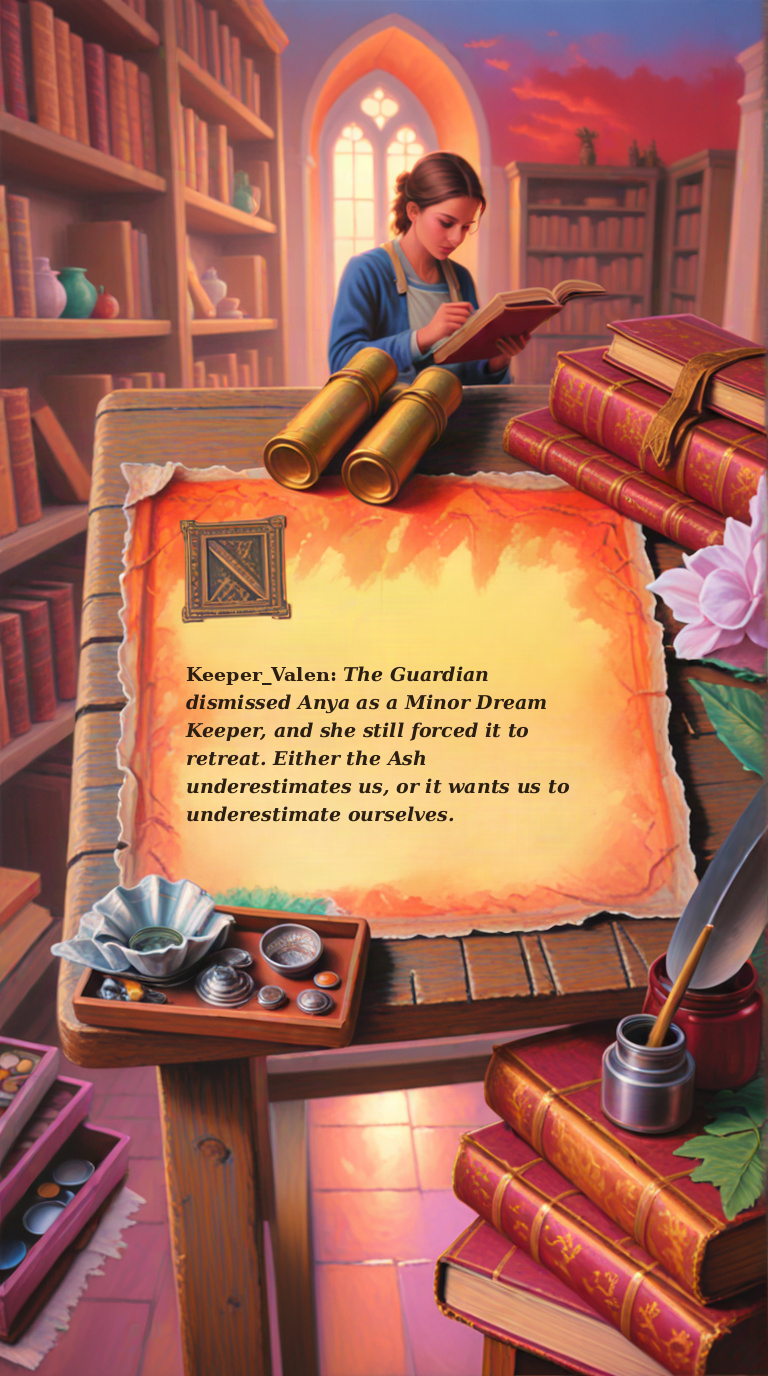 Keeper_Valen: The Guardian
dismissed Anya as a Minor Dream
Keeper, and she still forced it to
retreat. Either the Ash
underestimates us, or it wants us to
underestimate ourselves.